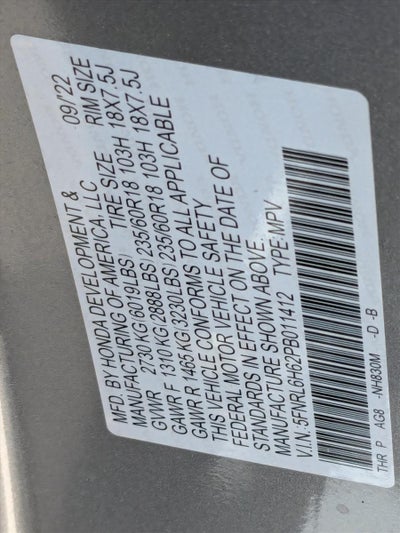 MFD. BY HONDA DEVELOPMENT & 09/'22
MANUFACTURING OF AMERICA, LLC
GVWR 2730 KG(6019LBS) TIRE SIZE RIM SIZE
GAWR F 1310 KG(2888LBS) 235/60R18 103H 18X7.5J
GAWR R 1465 KG(3230LBS) 235/60R18 103H 18X7.5J
THIS VEHICLE CONFORMS TO ALL APPLICABLE
FEDERAL MOTOR VEHICLE SAFETY
STANDARDS IN EFFECT ON THE DATE OF
MANUFACTURE SHOWN ABOVE.
V.I.N.:5FNRL6H62PB011412 TYPE:MPV
THR P AG8 -NH830M -D -B